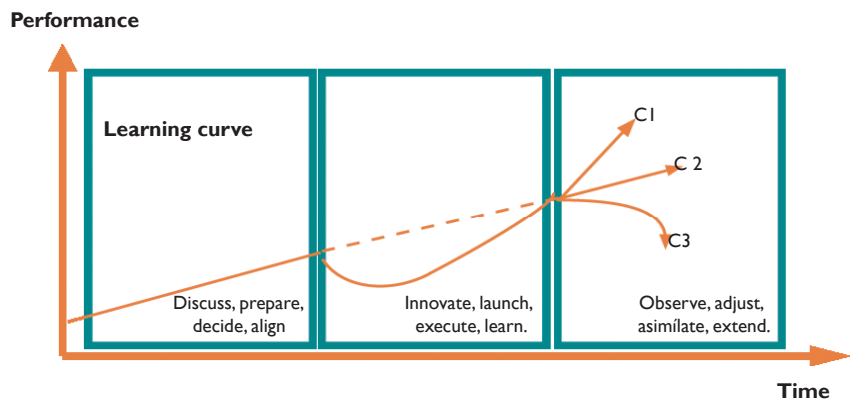 Performance
Learning curve
C1
C 2
C3
Discuss, prepare,
decide, align
Innovate, launch,
execute, learn.
Observe, adjust,
asimílate, extend.
Time